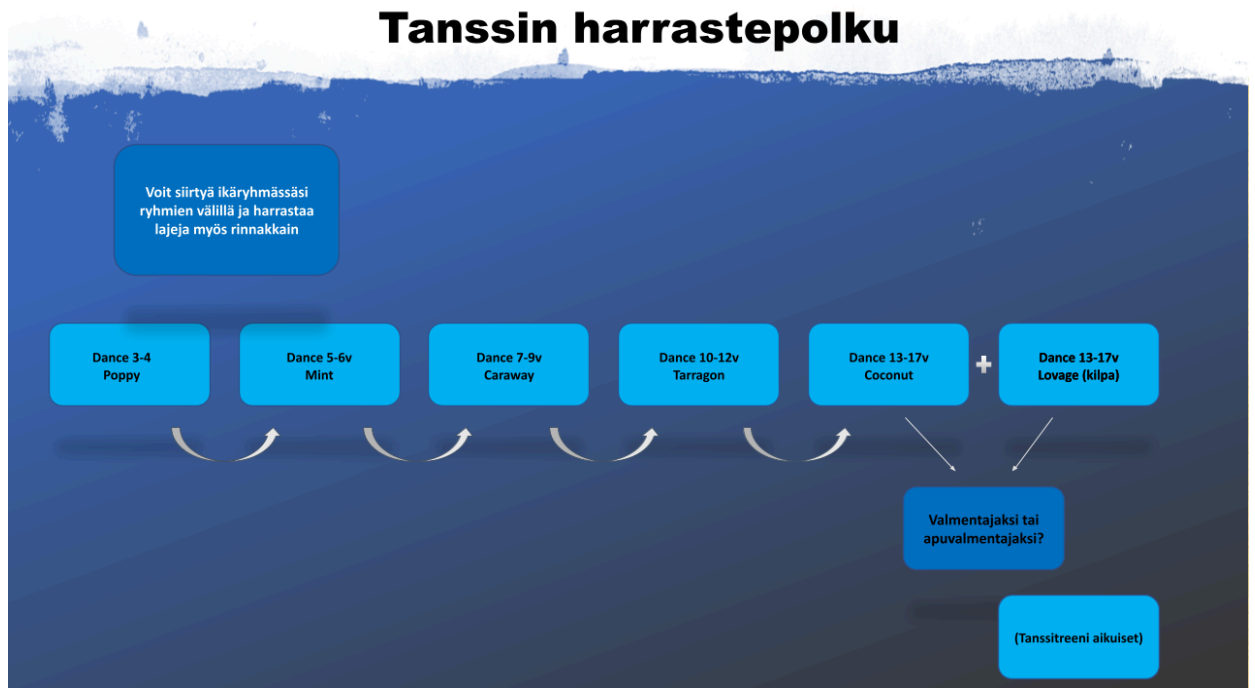 Tanssin harrastepolku
Voit siirtyä ikäryhmässäsi
ryhmien välillä ja harrastaa
lajeja myös rinnakkain
Dance 3-4
Poppy
Dance 5-6v
Mint
Dance 7-9v
Caraway
Dance 10-12v
Tarragon
Dance 13-17v
Coconut
Dance 13-17v
Lovage (kilpa)
Valmentajaksi tai
apuvalmentajaksi?
(Tanssitreeni aikuiset)